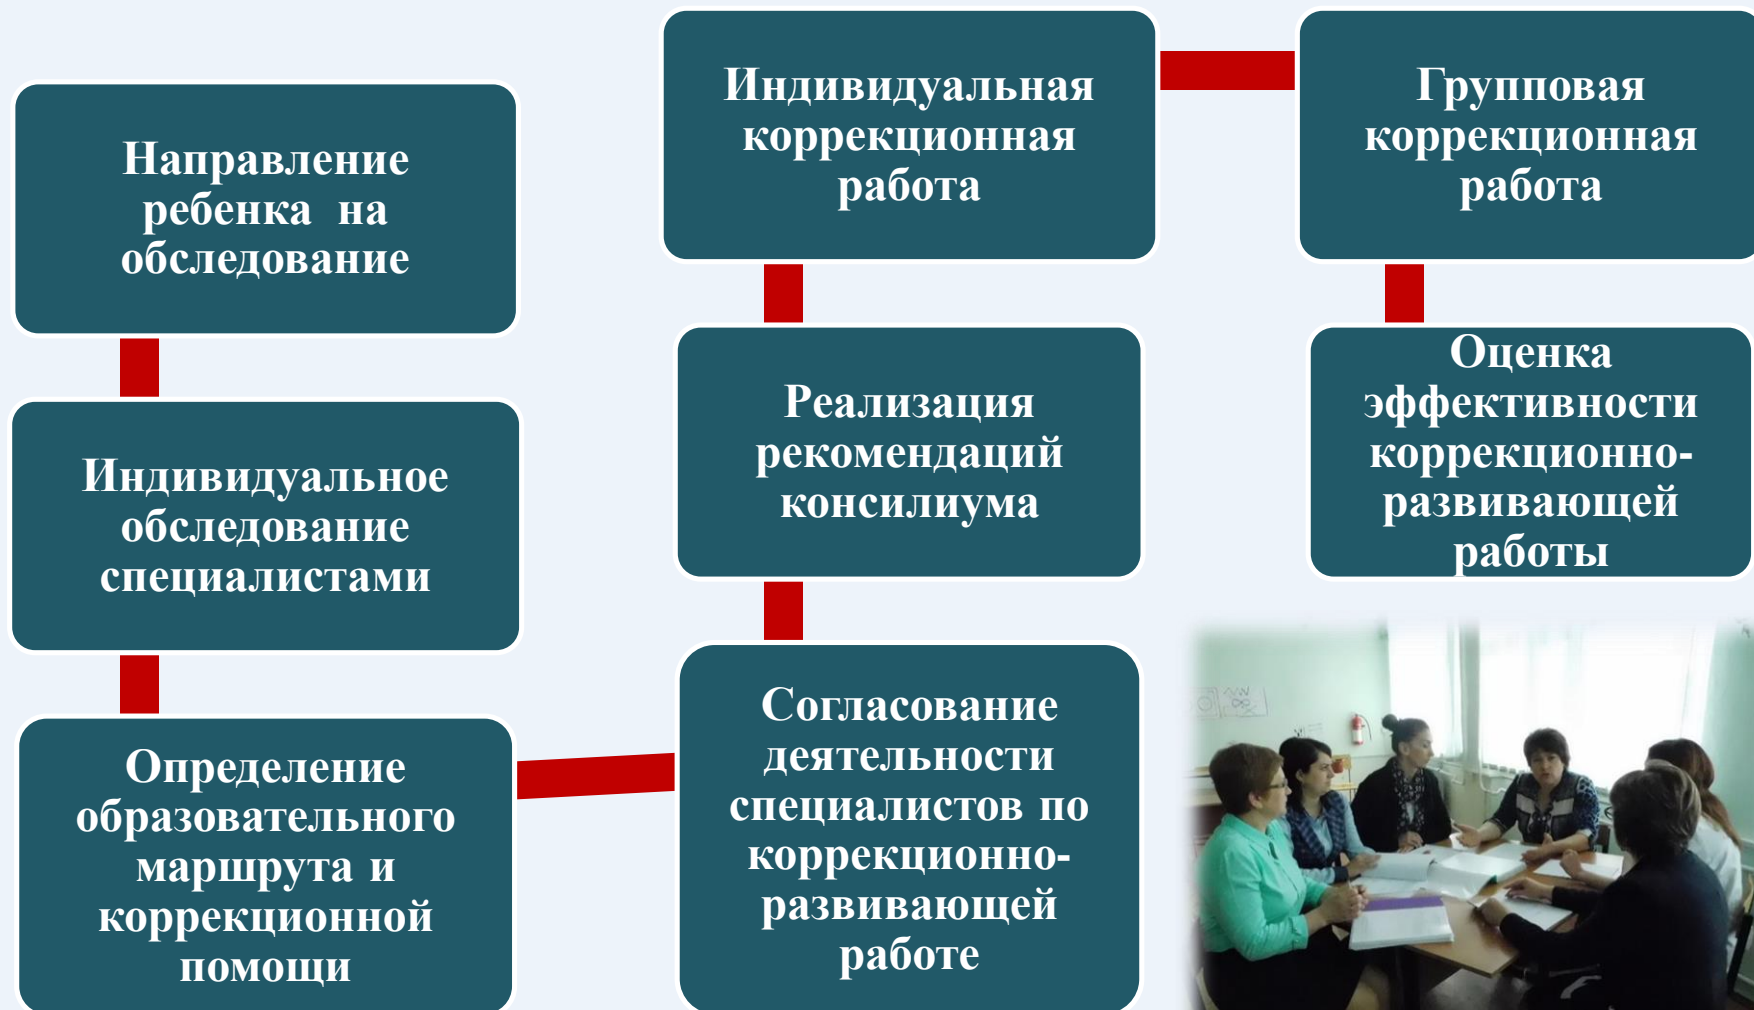 Направление
ребенка на
обследование
Индивидуальное
обследование
специалистами
Определение
образовательного
маршрута и
коррекционной
помощи
Согласование
деятельности
специалистов по
коррекционно-
развивающей
работе
Реализация
рекомендаций
консилиума
Индивидуальная
коррекционная
работа
Групповая
коррекционная
работа
Оценка
эффективности
коррекционно-
развивающей
работы